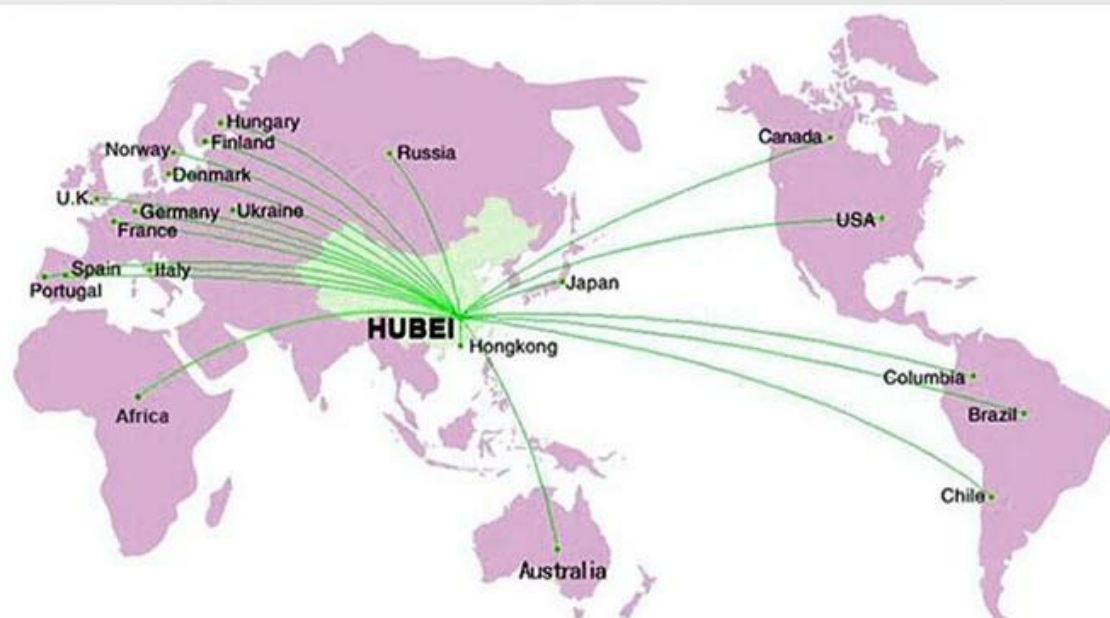 Hungary
Finland
Norway
Russia
Canada
Denmark
U.K.
Germany
Ukraine
USA
France
Spain
Italy
Japan
Portugal
HUBEI
Hongkong
Columbia
Africa
Brazil
Chile
Australia